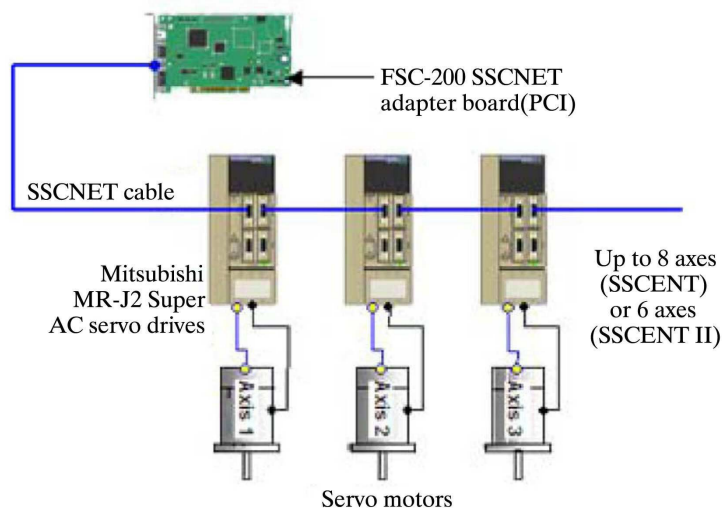 FSC-200 SSCNET
adapter board(PCI)
SSCNET cable
Mitsubishi
MR-J2 Super
AC servo drives
Up to 8 axes
(SSCENT)
or 6 axes
(SSCENT II)
Axis 1
Axis 2
Axis 3
Servo motors